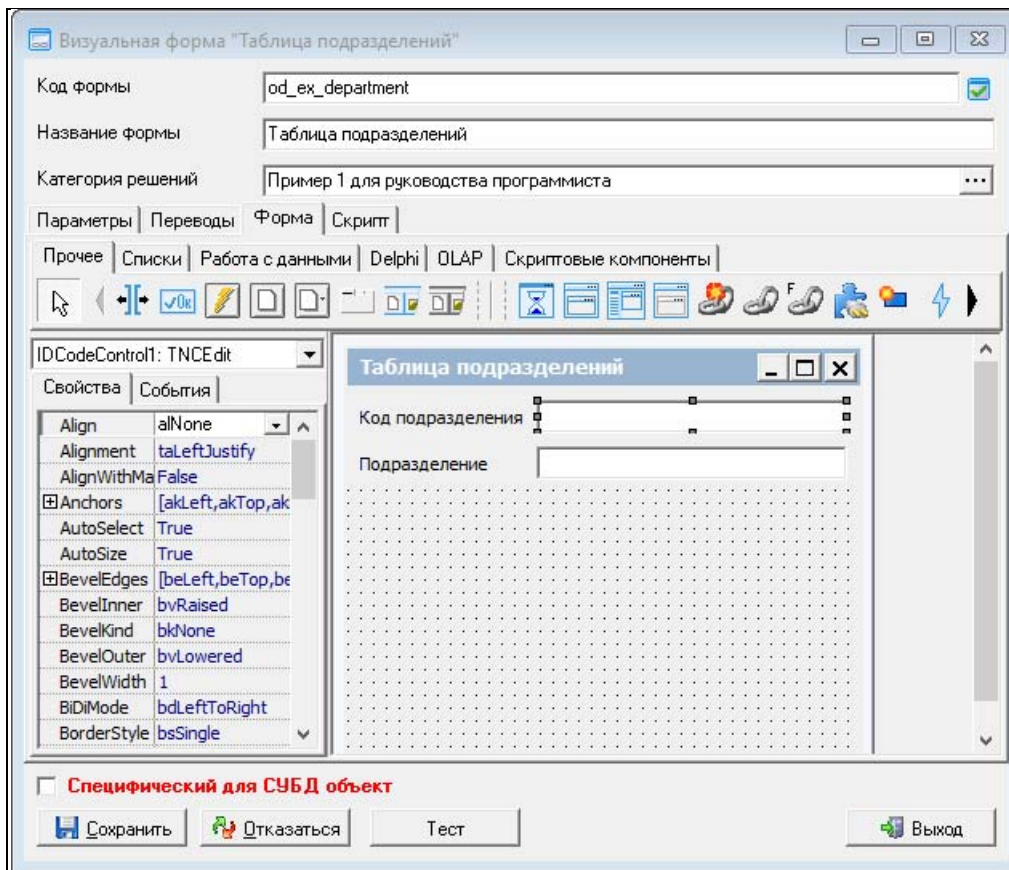 Визуальная форма "Таблица подразделений"
Код формы od_ex_department
Название формы Таблица подразделений
Категория решений Пример 1 для руководства программиста ...
Параметры Переводы Форма Скрипт
Прочее Списки Работа с данными Delphi OLAP Скриптовые компоненты
IDCodeControl1: TNCEdit
Свойства События
Align alNone
Alignment taLeftJustify
AlignWithMa False
Anchors [akLeft,akTop,ak
AutoSelect True
AutoSize True
BevelEdges [beLeft,beTop,be
BevelInner bvRaised
BevelKind bkNone
BevelOuter bvLowered
BevelWidth 1
BiDiMode bdLeftToRight
BorderStyle bsSingle
Таблица подразделений
Код подразделения
Подразделение
Специфический для СУБД объект
Сохранить Отказаться Тест Выход